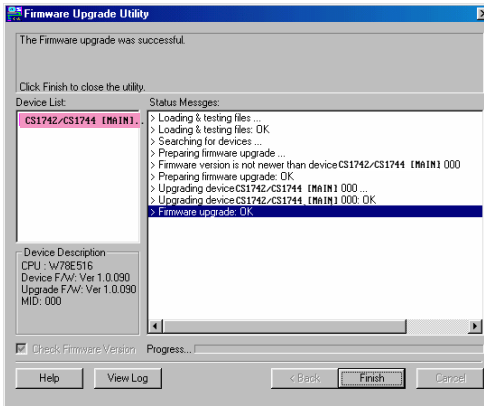 Firmware Upgrade Utility
The Firmware upgrade was successful.
Click Finish to close the utility.
Device List:
CS1742/CS1744 [MAIN].
Status Messges:
> Loading & testing files ...
> Loading & testing files: OK
> Searching for devices ...
> Preparing firmware upgrade ...
> Firmware version is not newer than device CS1742/CS1744 [MAIN] 000
> Preparing firmware upgrade: OK
> Upgrading device CS1742/CS1744 [MAIN] 000 ...
> Upgrading device CS1742/CS1744 [MAIN] 000: OK
> Firmware upgrade: OK
Device Description
CPU : W78E516
Device F/W: Ver 1.0.090
Upgrade F/W: Ver 1.0.090
MID: 000
Check Firmware Version
Progress...
Help
View Log
< Back
Finish
Cancel